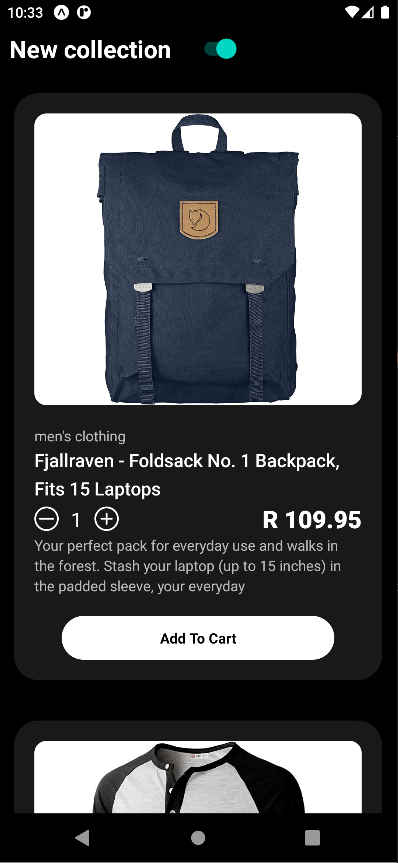 10:33
New collection
men's clothing
Fjallraven - Foldsack No. 1 Backpack,
Fits 15 Laptops
1
R 109.95
Your perfect pack for everyday use and walks in
the forest. Stash your laptop (up to 15 inches) in
the padded sleeve, your everyday
Add To Cart